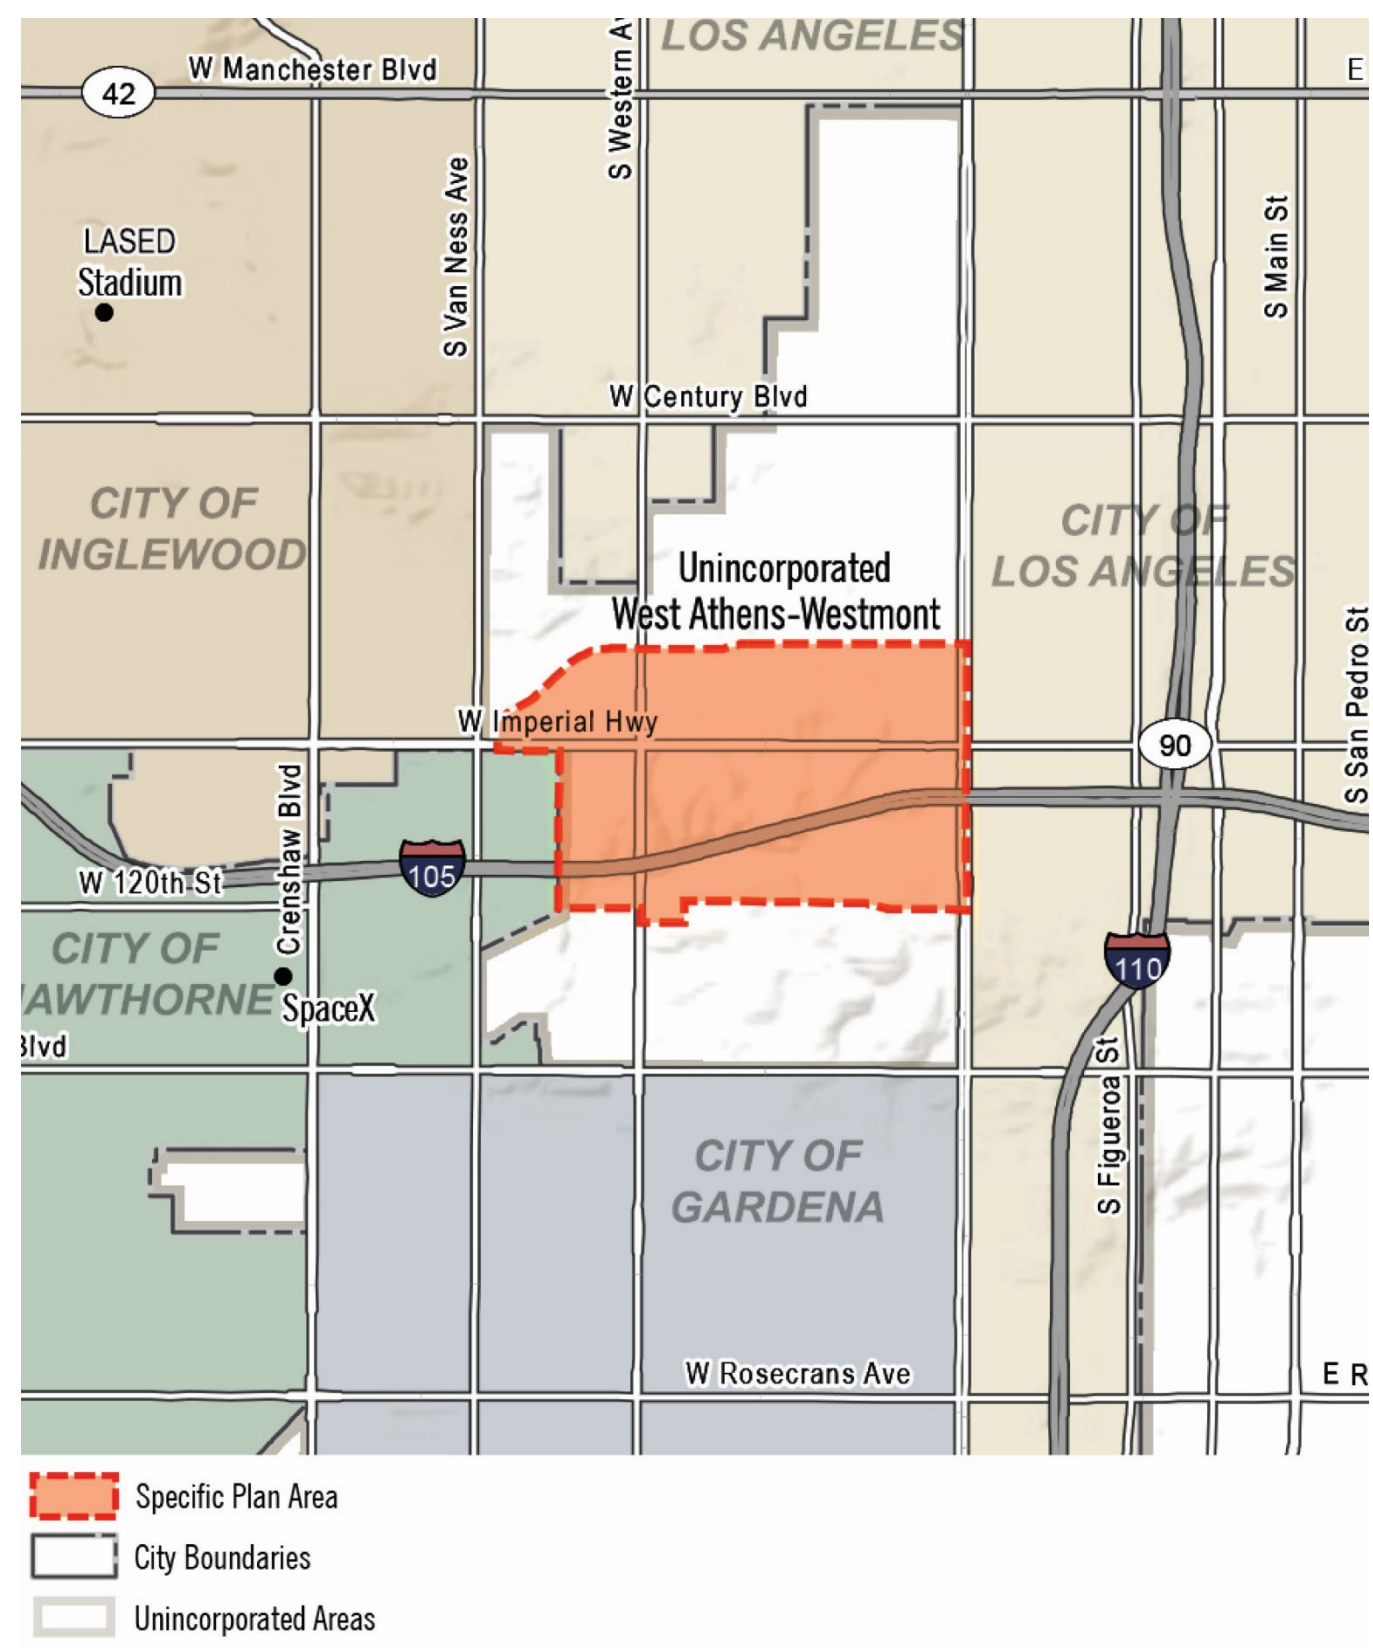 LOS ANGELES
W Manchester Blvd
E
42
S Western Av
S Van Ness Ave
S Main St
LASED
Stadium
W Century Blvd
CITY OF
INGLEWOOD
CITY OF
LOS ANGELES
Unincorporated
West Athens-Westmont
S San Pedro St
W Imperial Hwy
90
Crenshaw Blvd
105
W 120th St
CITY OF
AWTHORNE
SpaceX
110
Blvd
S Figueroa St
CITY OF
GARDENA
W Rosecrans Ave
E R
Specific Plan Area
City Boundaries
Unincorporated Areas